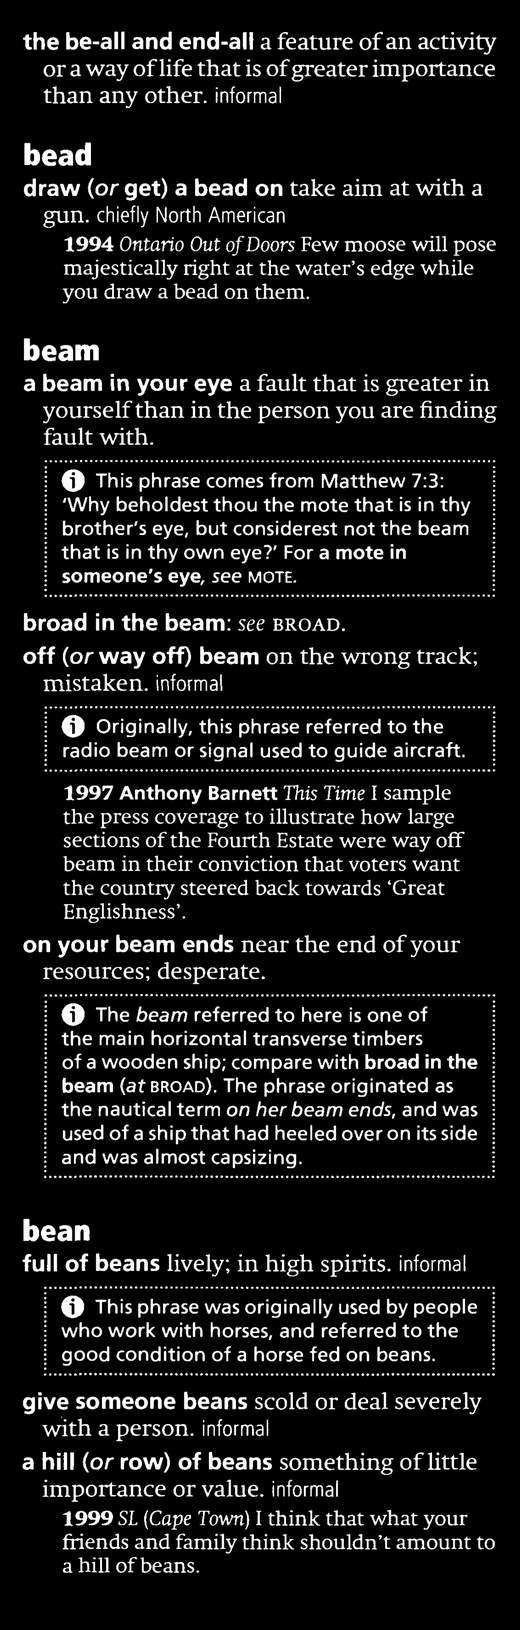 the be-all and end-all a feature of an activity
or a way of life that is of greater importance
than any other. informal
bead
draw (or get) a bead on take aim at with a
gun. chiefly North American
1994 Ontario Out of Doors Few moose will pose
majestically right at the water's edge while
you draw a bead on them.
beam
a beam in your eye a fault that is greater in
yourself than in the person you are finding
fault with.
ⓘ This phrase comes from Matthew 7:3:
'Why beholdest thou the mote that is in thy
brother's eye, but considerest not the beam
that is in thy own eye?' For a mote in
someone's eye, see MOTE.
broad in the beam: see BROAD.
off (or way off) beam on the wrong track;
mistaken. informal
ⓘ Originally, this phrase referred to the
radio beam or signal used to guide aircraft.
1997 Anthony Barnett This Time I sample
the press coverage to illustrate how large
sections of the Fourth Estate were way off
beam in their conviction that voters want
the country steered back towards 'Great
Englishness'.
on your beam ends near the end of your
resources; desperate.
ⓘ The beam referred to here is one of
the main horizontal transverse timbers
of a wooden ship; compare with broad in the
beam (at BROAD). The phrase originated as
the nautical term on her beam ends, and was
used of a ship that had heeled over on its side
and was almost capsizing.
bean
full of beans lively; in high spirits. informal
ⓘ This phrase was originally used by people
who work with horses, and referred to the
good condition of a horse fed on beans.
give someone beans scold or deal severely
with a person. informal
a hill (or row) of beans something of little
importance or value. informal
1999 SL (Cape Town) I think that what your
friends and family think shouldn't amount to
a hill of beans.